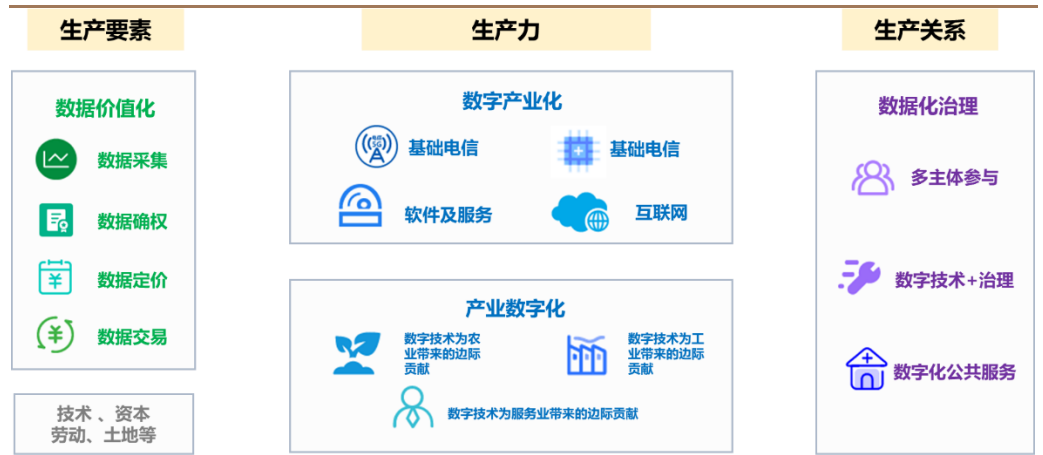 生产要素
数据价值化
数据采集
数据确权
数据定价
数据交易
技术 、资本
劳动、土地等
生产力
数字产业化
5G
基础电信
基础电信
软件及服务
互联网
产业数字化
数字技术为农
业带来的边际
贡献
数字技术为工
业带来的边际
贡献
数字技术为服务业带来的边际贡献
生产关系
数据化治理
多主体参与
数字技术+治理
数字化公共服务